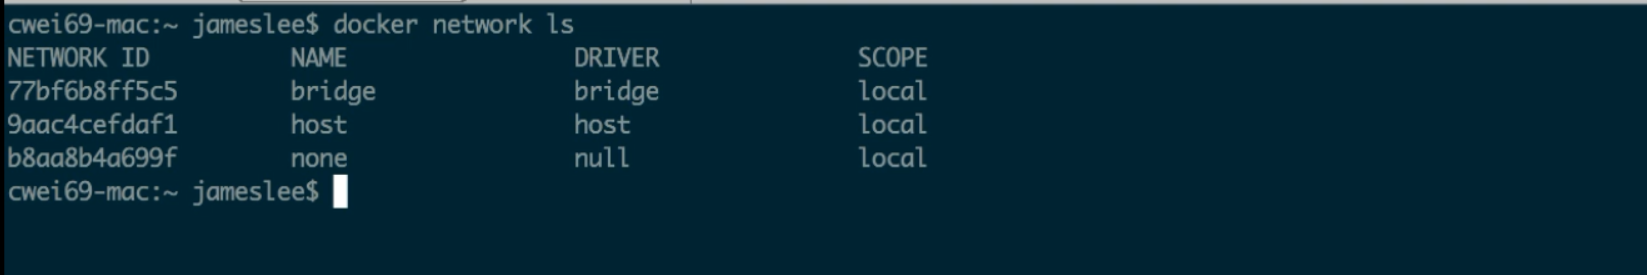 cwei69-mac:~ jameslee$ docker network ls
NETWORK ID          NAME                DRIVER              SCOPE
77bf6b8ff5c5        bridge              bridge              local
9aac4cefdaf1        host                host                local
b8aa8b4a699f        none                null                local
cwei69-mac:~ jameslee$